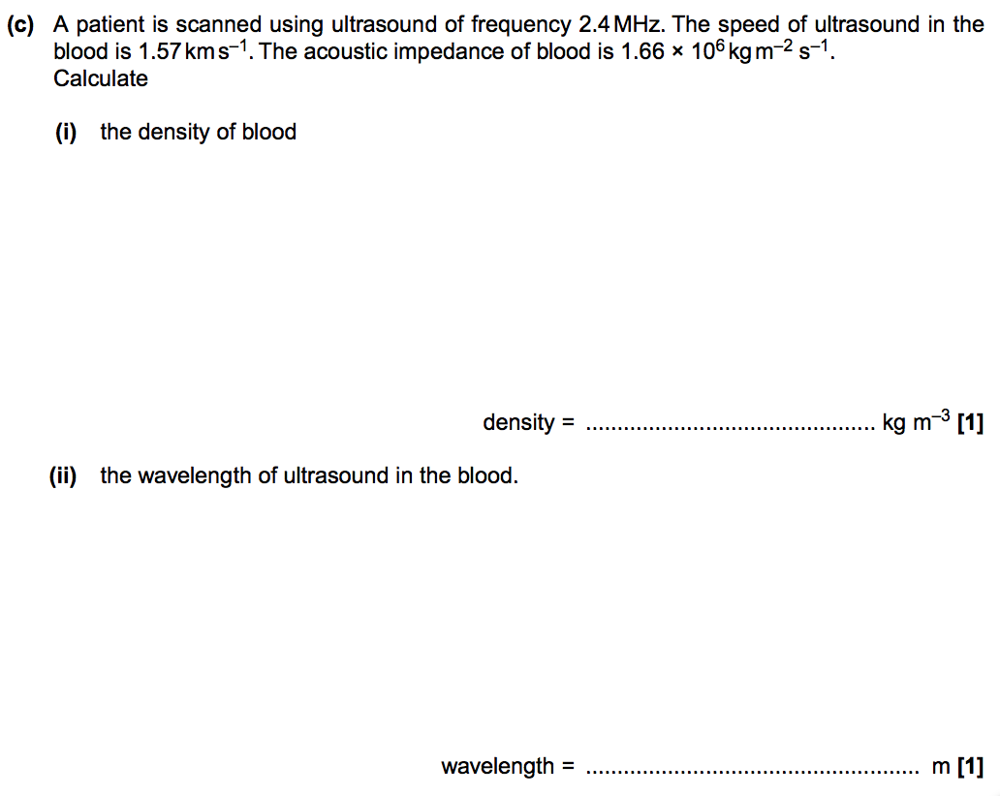 (c) A patient is scanned using ultrasound of frequency 2.4 MHz. The speed of ultrasound in the
blood is 1.57 km s⁻¹. The acoustic impedance of blood is 1.66 × 10⁶ kg m⁻² s⁻¹.
Calculate
(i) the density of blood
density = .............................................. kg m⁻³ [1]
(ii) the wavelength of ultrasound in the blood.
wavelength = ..................................................... m [1]